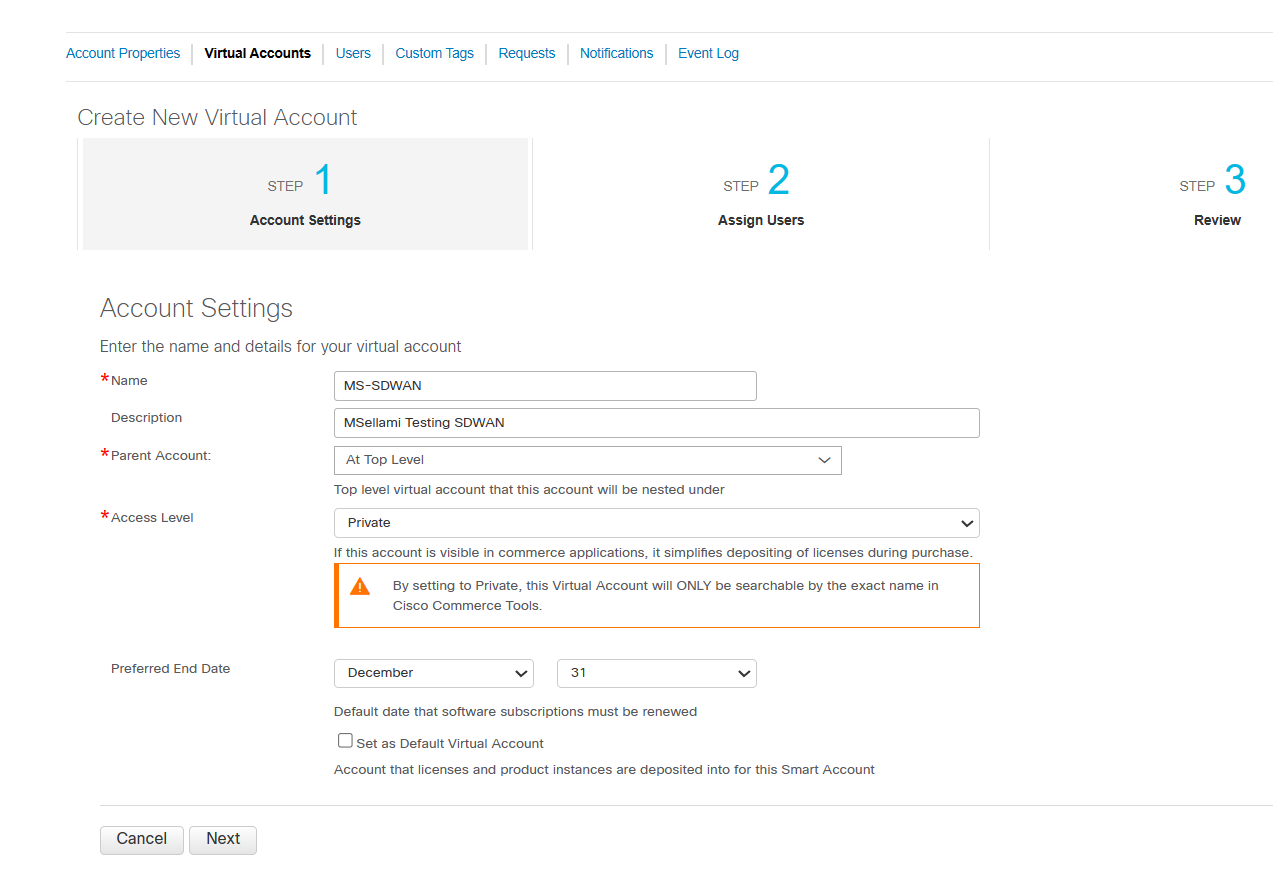 Account Properties
Virtual Accounts
Users
Custom Tags
Requests
Notifications
Event Log
Create New Virtual Account
STEP 1
Account Settings
STEP 2
Assign Users
STEP 3
Review
Account Settings
Enter the name and details for your virtual account
*Name
MS-SDWAN
Description
MSellami Testing SDWAN
*Parent Account:
At Top Level
Top level virtual account that this account will be nested under
*Access Level
Private
If this account is visible in commerce applications, it simplifies depositing of licenses during purchase.
By setting to Private, this Virtual Account will ONLY be searchable by the exact name in
Cisco Commerce Tools.
Preferred End Date
December
31
Default date that software subscriptions must be renewed
Set as Default Virtual Account
Account that licenses and product instances are deposited into for this Smart Account
Cancel
Next